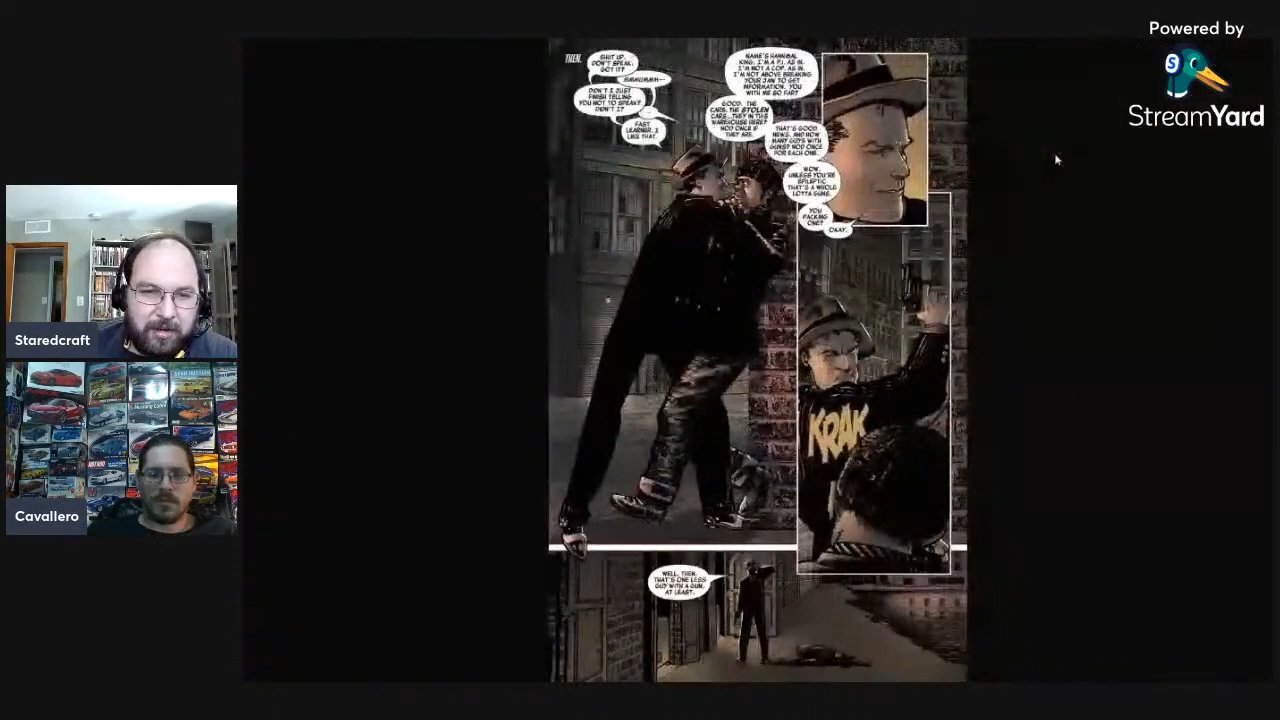 Powered by
StreamYard
Staredcraft
Cavallero
THEN.
SHUT UP.
DON'T SPEAK.
GOT IT?
MMMUMMMH--
DIDN'T I JUST
FINISH TELLING
YOU NOT TO SPEAK?
DIDN'T I?
FAST
LEARNER. I
LIKE THAT.
NAME'S HANNIBAL
KING. I'M A P.I. AS IN,
I'M NOT A COP. AS IN,
I'M NOT ABOVE BREAKING
YOUR JAW TO GET
INFORMATION. YOU
WITH ME SO FAR?
GOOD. THE
CARS. THE STOLEN
CARS...THEY IN THIS
WAREHOUSE HERE?
NOD ONCE IF
THEY ARE.
THAT'S GOOD
NEWS. AND HOW
MANY GUYS WITH
GUNS? NOD ONCE
FOR EACH ONE.
WOW.
UNLESS YOU'RE
EPILEPTIC
THAT'S A WHOLE
LOTTA GUNS.
YOU
PACKING
ONE?
OKAY.
KRAK
WELL, THEN.
THAT'S ONE LESS
GUY WITH A GUN,
AT LEAST.